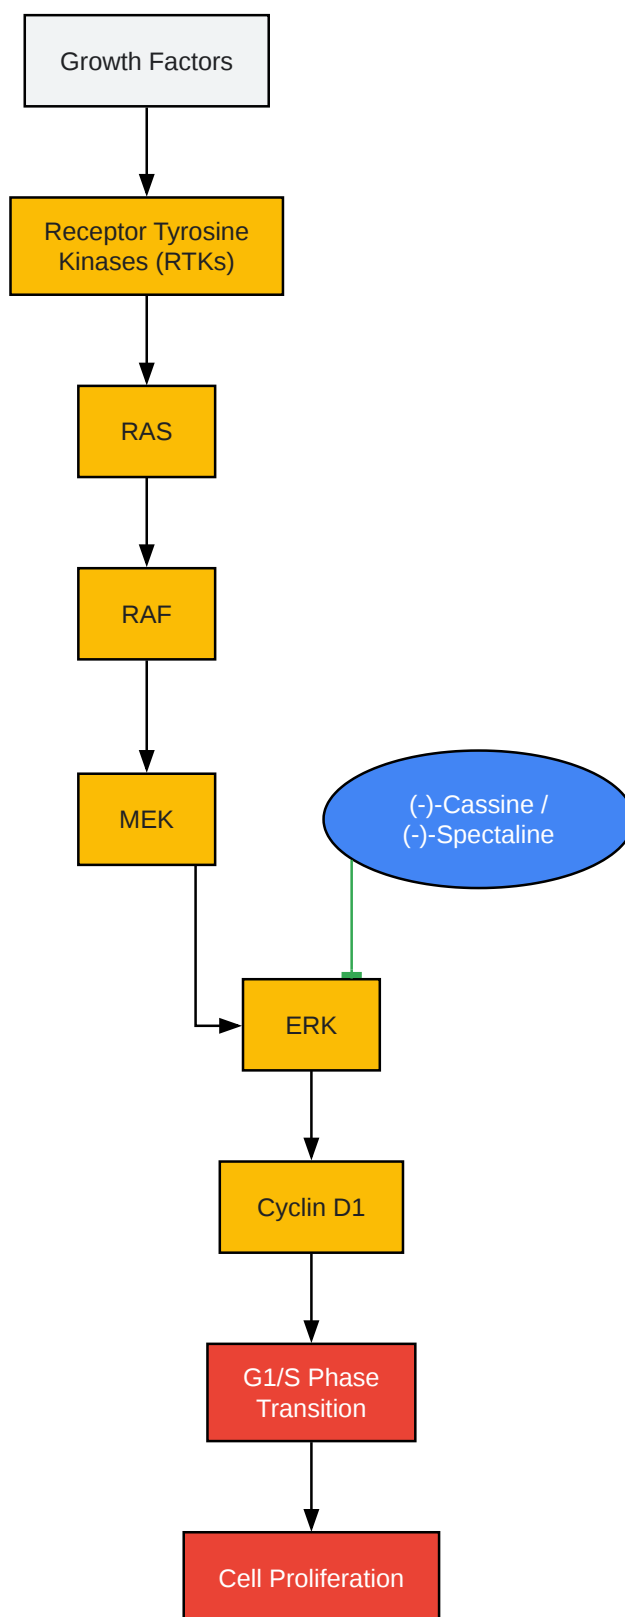 Growth Factors
Receptor Tyrosine
Kinases (RTKs)
RAS
RAF
MEK
(-)-Cassine /
(-)-Spectaline
ERK
Cyclin D1
G1/S Phase
Transition
Cell Proliferation